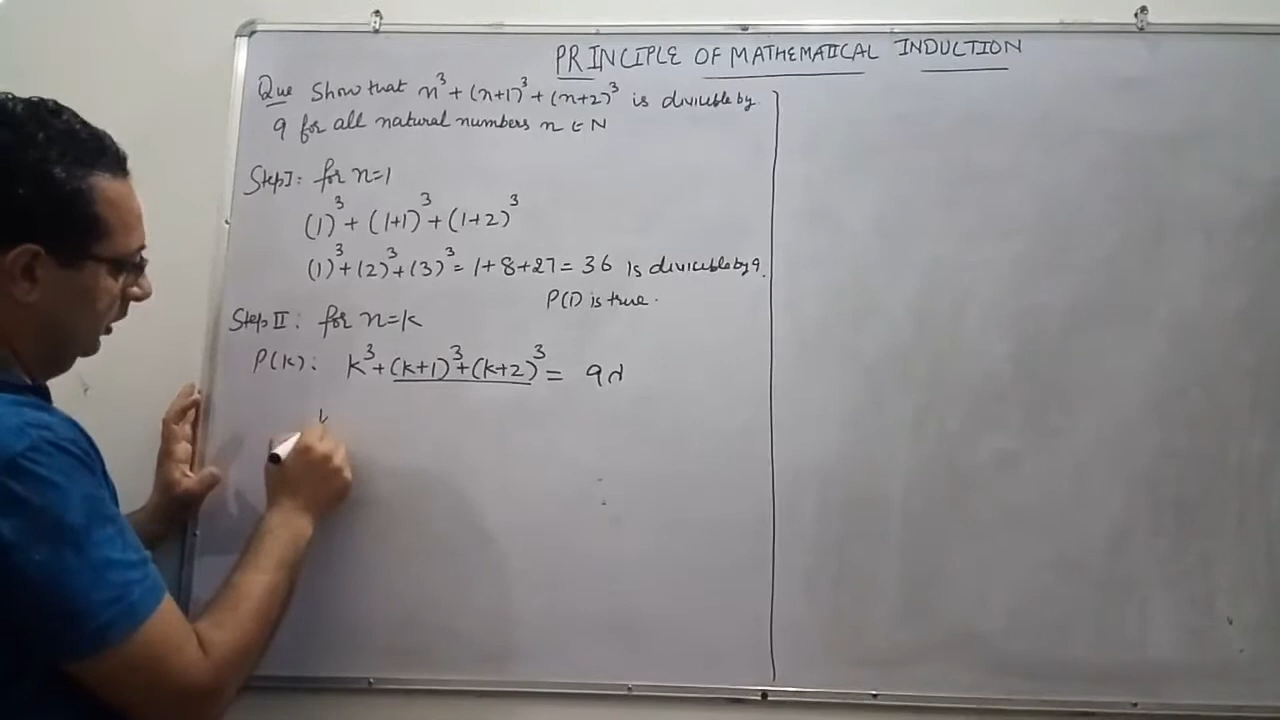 PRINCIPLE OF MATHEMATICAL INDUCTION
Que Show that n³ + (n+1)³ + (n+2)³ is divisible by
9 for all natural numbers n ∈ N
Step I: for n=1
(1)³ + (1+1)³ + (1+2)³
(1)³ + (2)³ + (3)³ = 1+8+27 = 36 is divisible by 9.
P(1) is true.
Step II: for n=k
P(k): k³ + (k+1)³ + (k+2)³ = 9λ